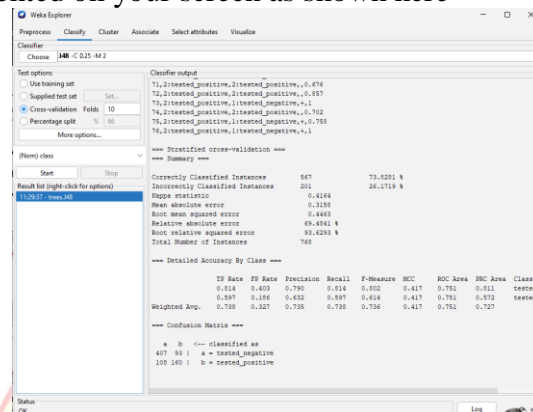 ented on your screen as shown here
Weka Explorer
Preprocess Classify Cluster Associate Select attributes Visualize
Classifier
Choose J48 -C 0.25 -M 2
Test options
Use training set
Supplied test set Set...
Cross-validation Folds 10
Percentage split % 66
More options...
(Nom) class
Start Stop
Result list (right-click for options)
11:29:37 - trees.J48
Classifier output
71,2:tested_positive,2:tested_positive,,0.676
72,2:tested_positive,2:tested_positive,,0.857
73,2:tested_positive,1:tested_negative,+,1
74,2:tested_positive,2:tested_positive,,0.702
75,2:tested_positive,1:tested_negative,+,0.758
76,2:tested_positive,1:tested_negative,+,1
=== Stratified cross-validation ===
=== Summary ===
Correctly Classified Instances 567 73.8281 %
Incorrectly Classified Instances 201 26.1719 %
Kappa statistic 0.4164
Mean absolute error 0.3158
Root mean squared error 0.4463
Relative absolute error 69.4841 %
Root relative squared error 93.6293 %
Total Number of Instances 768
=== Detailed Accuracy By Class ===
TP Rate FP Rate Precision Recall F-Measure MCC ROC Area PRC Area Class
0.814 0.403 0.790 0.814 0.802 0.417 0.751 0.811 teste
0.597 0.186 0.632 0.597 0.614 0.417 0.751 0.572 teste
Weighted Avg. 0.738 0.327 0.735 0.738 0.736 0.417 0.751 0.727
=== Confusion Matrix ===
a b <-- classified as
407 93 | a = tested_negative
108 160 | b = tested_positive
Status
OK
Log